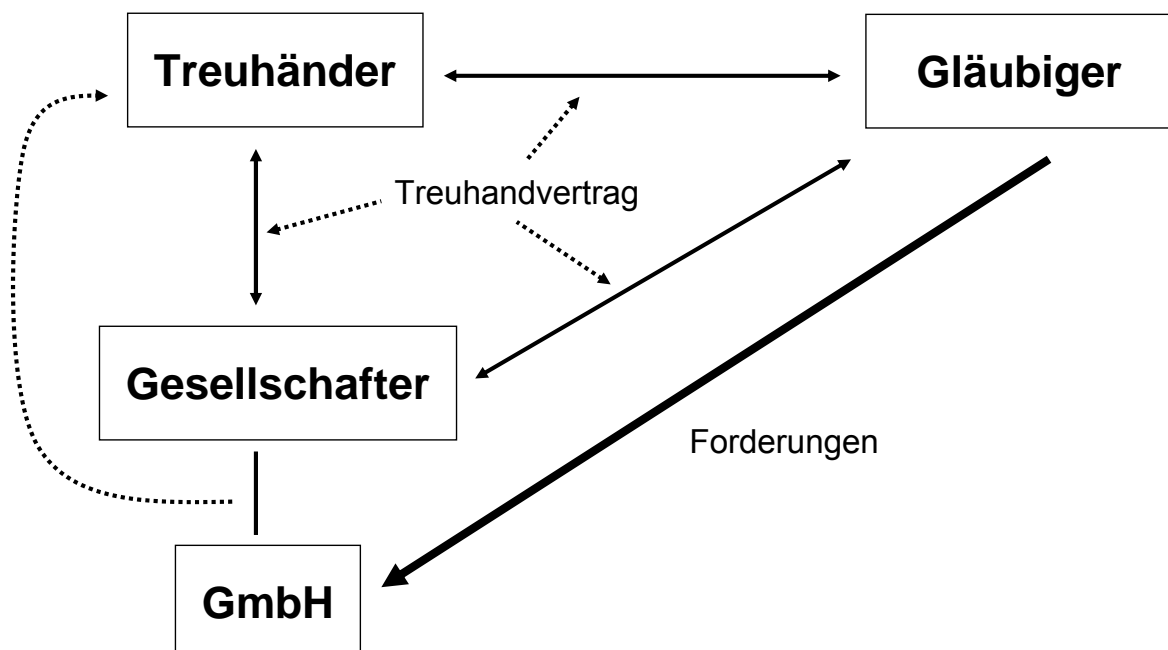 Treuhänder
Gläubiger
Treuhandvertrag
Gesellschafter
Forderungen
GmbH